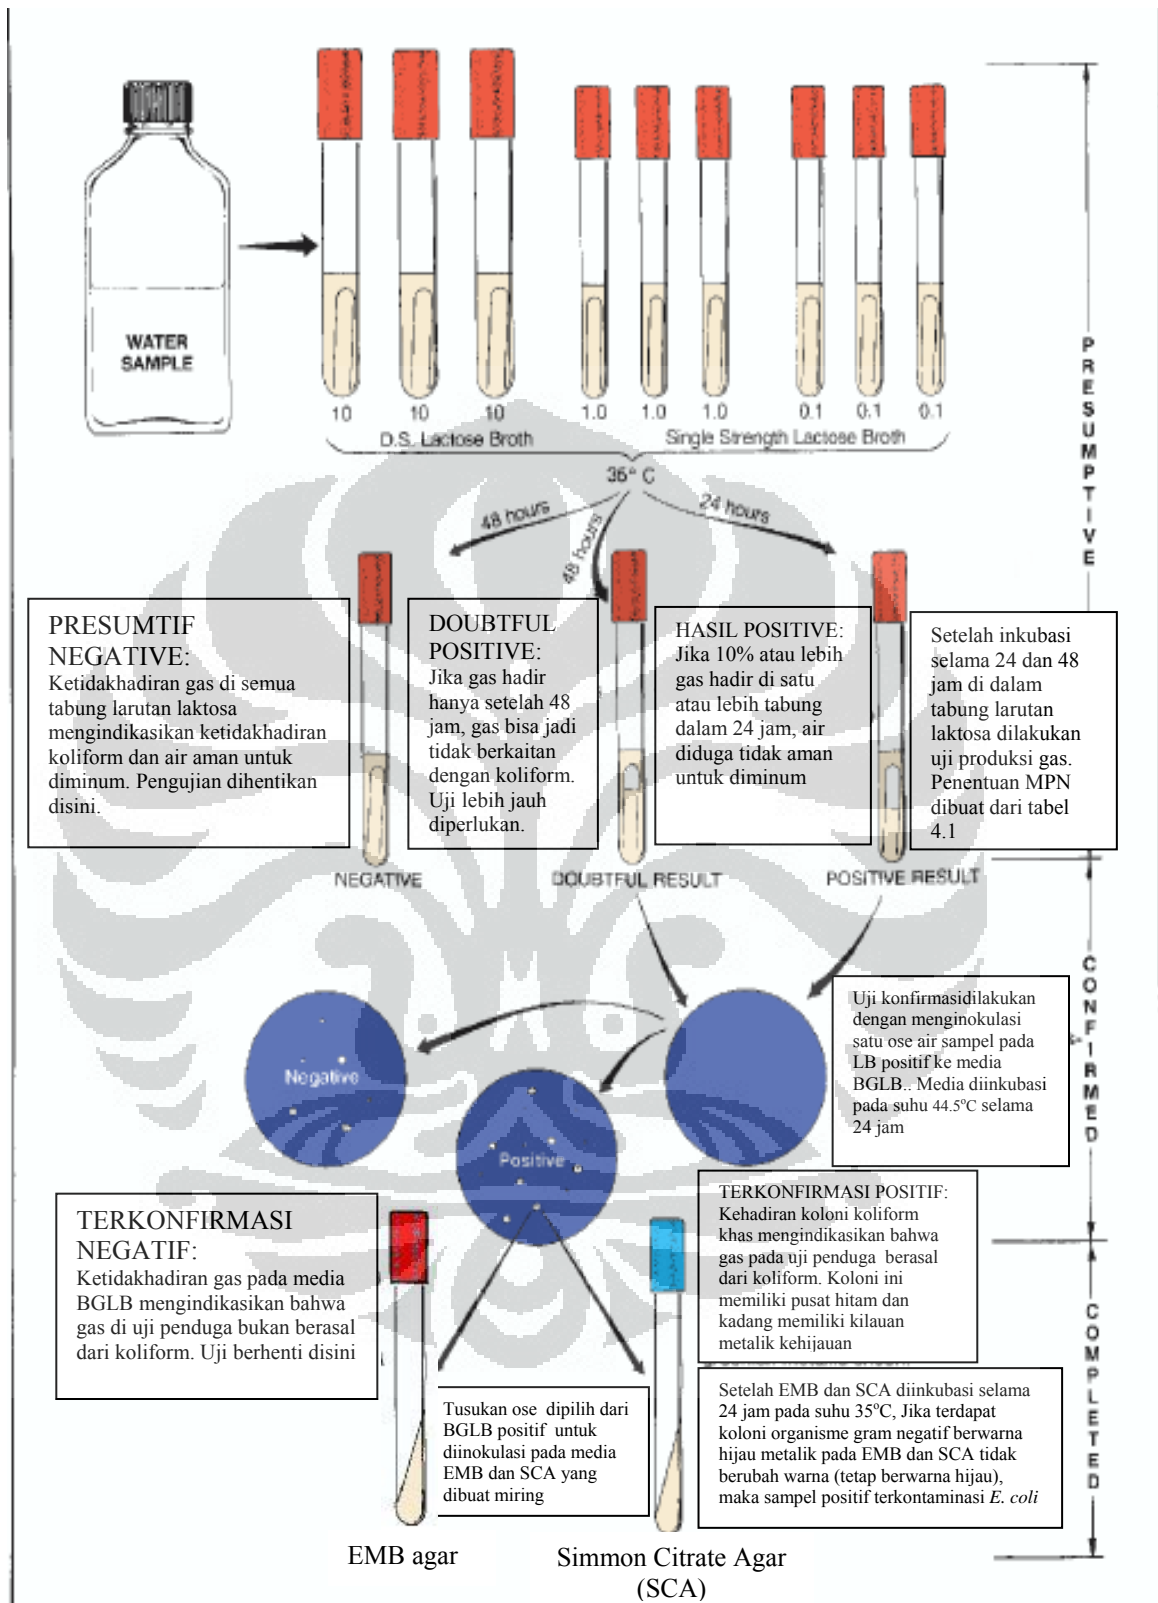 WATER
SAMPLE
10
10
10
1.0
1.0
1.0
0.1
0.1
0.1
D.S. Lactose Broth
Single Strength Lactose Broth
35° C
48 hours
48 hours
24 hours
PRESUMPTIVE
PRESUMTIF
NEGATIVE:
Ketidakhadiran gas di semua
tabung larutan laktosa
mengindikasikan ketidakhadiran
koliform dan air aman untuk
diminum. Pengujian dihentikan
disini.
DOUBTFUL
POSITIVE:
Jika gas hadir
hanya setelah 48
jam, gas bisa jadi
tidak berkaitan
dengan koliform.
Uji lebih jauh
diperlukan.
HASIL POSITIVE:
Jika 10% atau lebih
gas hadir di satu
atau lebih tabung
dalam 24 jam, air
diduga tidak aman
untuk diminum
Setelah inkubasi
selama 24 dan 48
jam di dalam
tabung larutan
laktosa dilakukan
uji produksi gas.
Penentuan MPN
dibuat dari tabel
4.1
NEGATIVE
DOUBTFUL RESULT
POSITIVE RESULT
CONFIRMED
Uji konfirmasidilakukan
dengan menginokulasi
satu ose air sampel pada
LB positif ke media
BGLB.. Media diinkubasi
pada suhu 44.5°C selama
24 jam
Negative
Positive
TERKONFIRMASI
NEGATIF:
Ketidakhadiran gas pada media
BGLB mengindikasikan bahwa
gas di uji penduga bukan berasal
dari koliform. Uji berhenti disini
TERKONFIRMASI POSITIF:
Kehadiran koloni koliform
khas mengindikasikan bahwa
gas pada uji penduga berasal
dari koliform. Koloni ini
memiliki pusat hitam dan
kadang memiliki kilauan
metalik kehijauan
COMPLETED
Tusukan ose dipilih dari
BGLB positif untuk
diinokulasi pada media
EMB dan SCA yang
dibuat miring
Setelah EMB dan SCA diinkubasi selama
24 jam pada suhu 35°C, Jika terdapat
koloni organisme gram negatif berwarna
hijau metalik pada EMB dan SCA tidak
berubah warna (tetap berwarna hijau),
maka sampel positif terkontaminasi E. coli
EMB agar
Simmon Citrate Agar
(SCA)